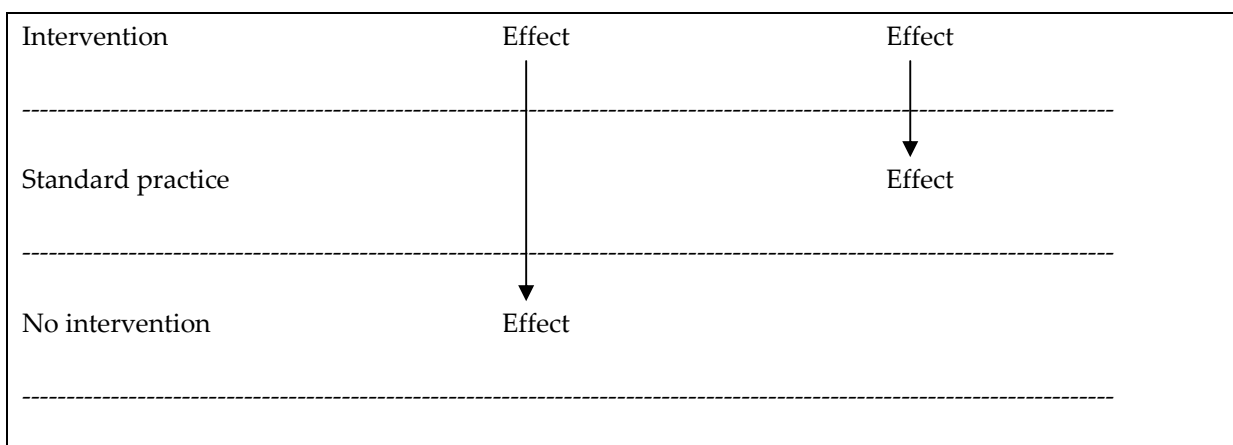 Intervention Effect Effect
Standard practice Effect
No intervention Effect